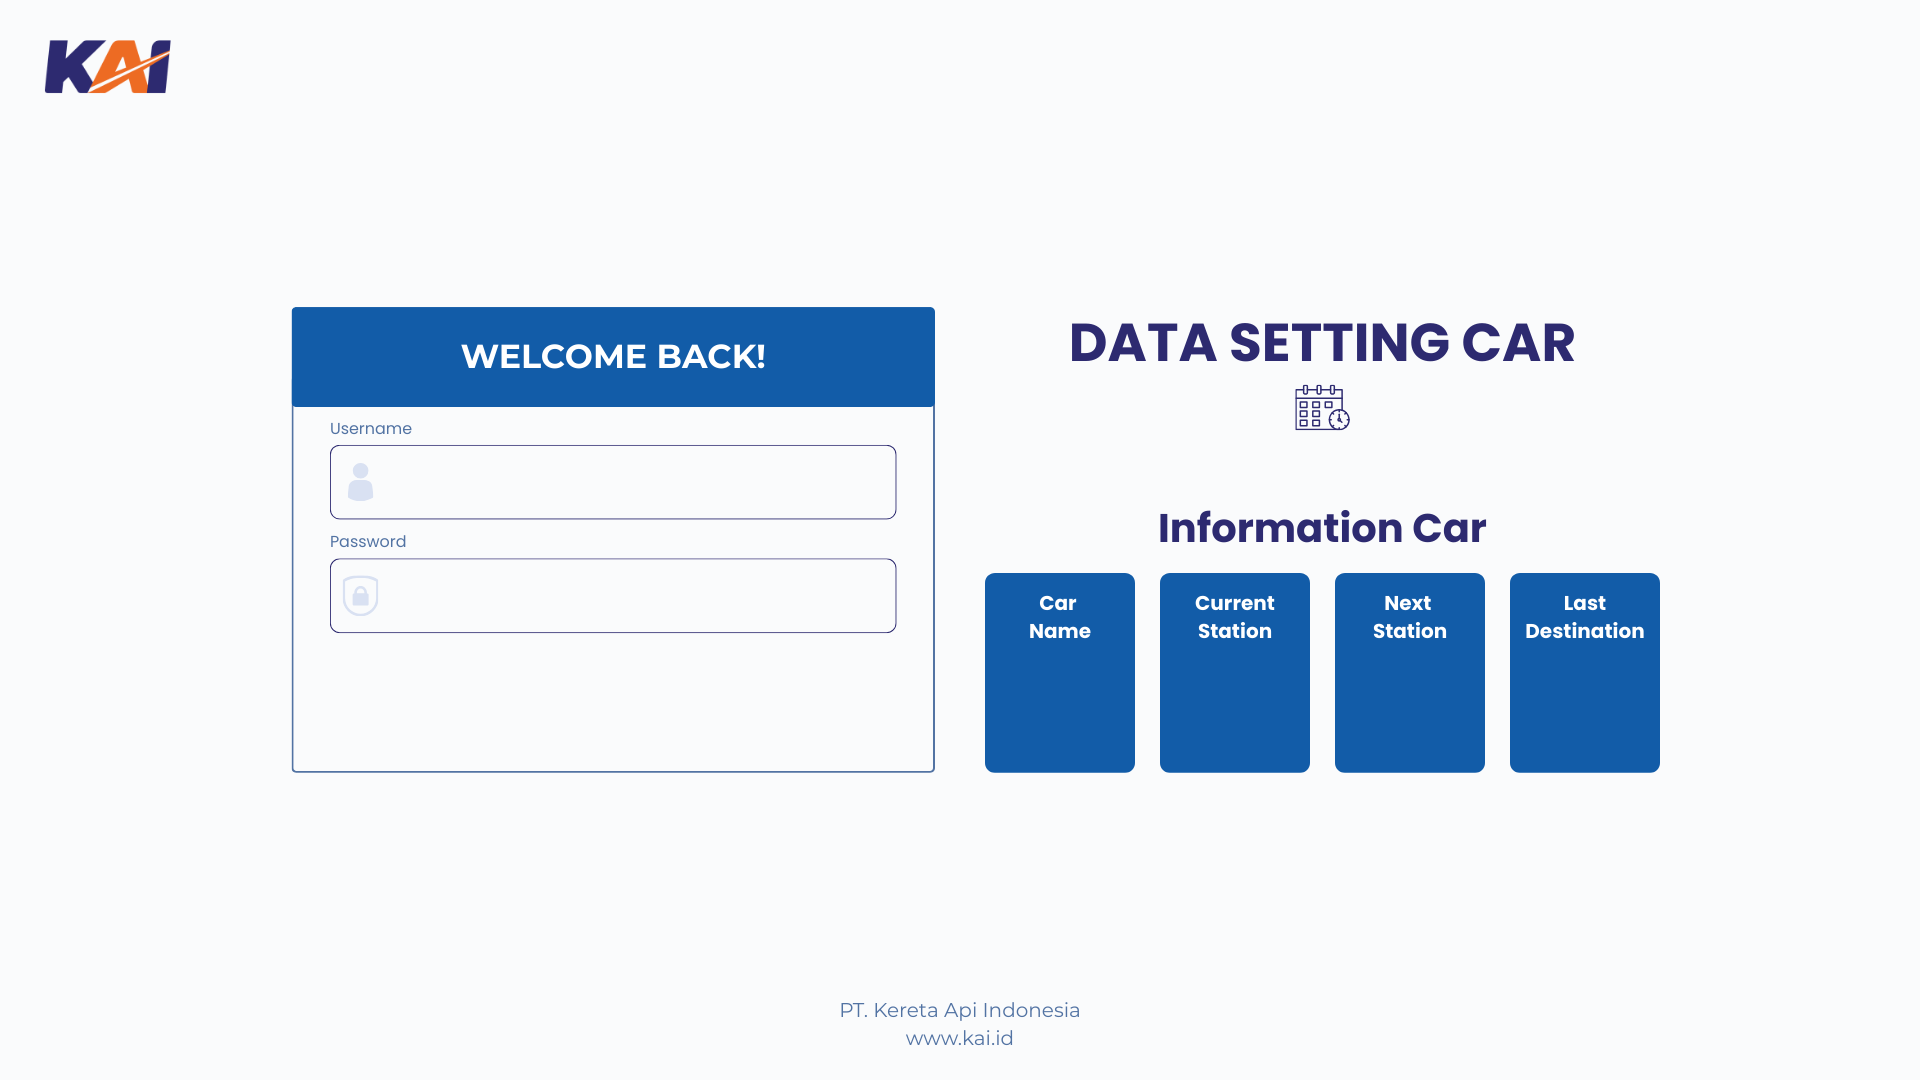 KAI
WELCOME BACK!
Username
Password
DATA SETTING CAR
Information Car
Car
Name
Current
Station
Next
Station
Last
Destination
PT. Kereta Api Indonesia
www.kai.id